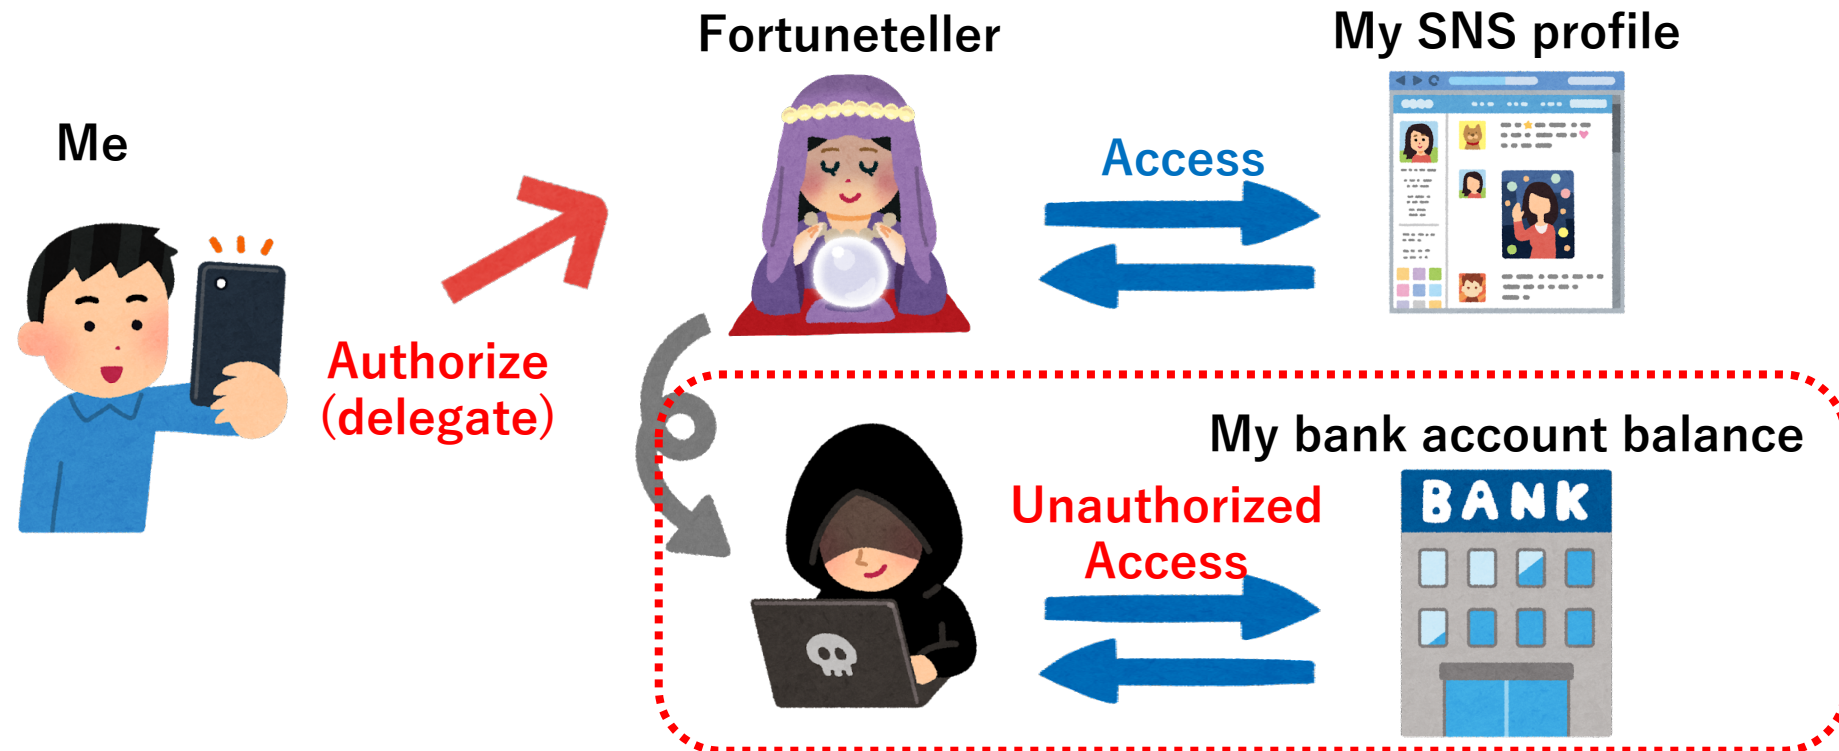 Fortuneteller
My SNS profile
Me
Access
Authorize
(delegate)
My bank account balance
Unauthorized
Access
BANK